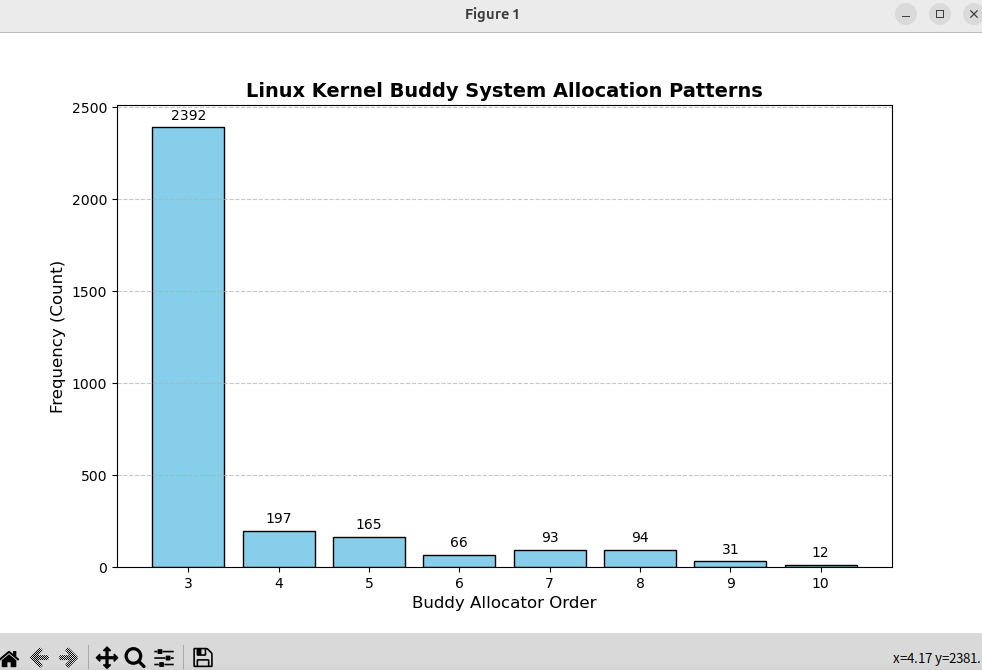 Figure 1
Linux Kernel Buddy System Allocation Patterns
2500
2000
1500
1000
500
0
Frequency (Count)
2392
197
165
66
93
94
31
12
3 4 5 6 7 8 9 10
Buddy Allocator Order
x=4.17 y=2381.